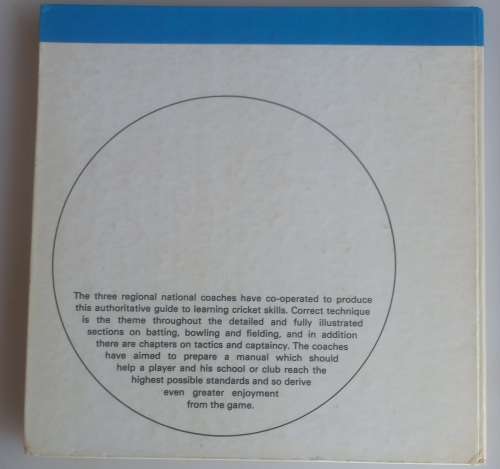 The three regional national coaches have co-operated to produce
this authoritative guide to learning cricket skills. Correct technique
is the theme throughout the detailed and fully illustrated
sections on batting, bowling and fielding, and in addition
there are chapters on tactics and captaincy. The coaches
have aimed to prepare a manual which should
help a player and his school or club reach the
highest possible standards and so derive
even greater enjoyment
from the game.